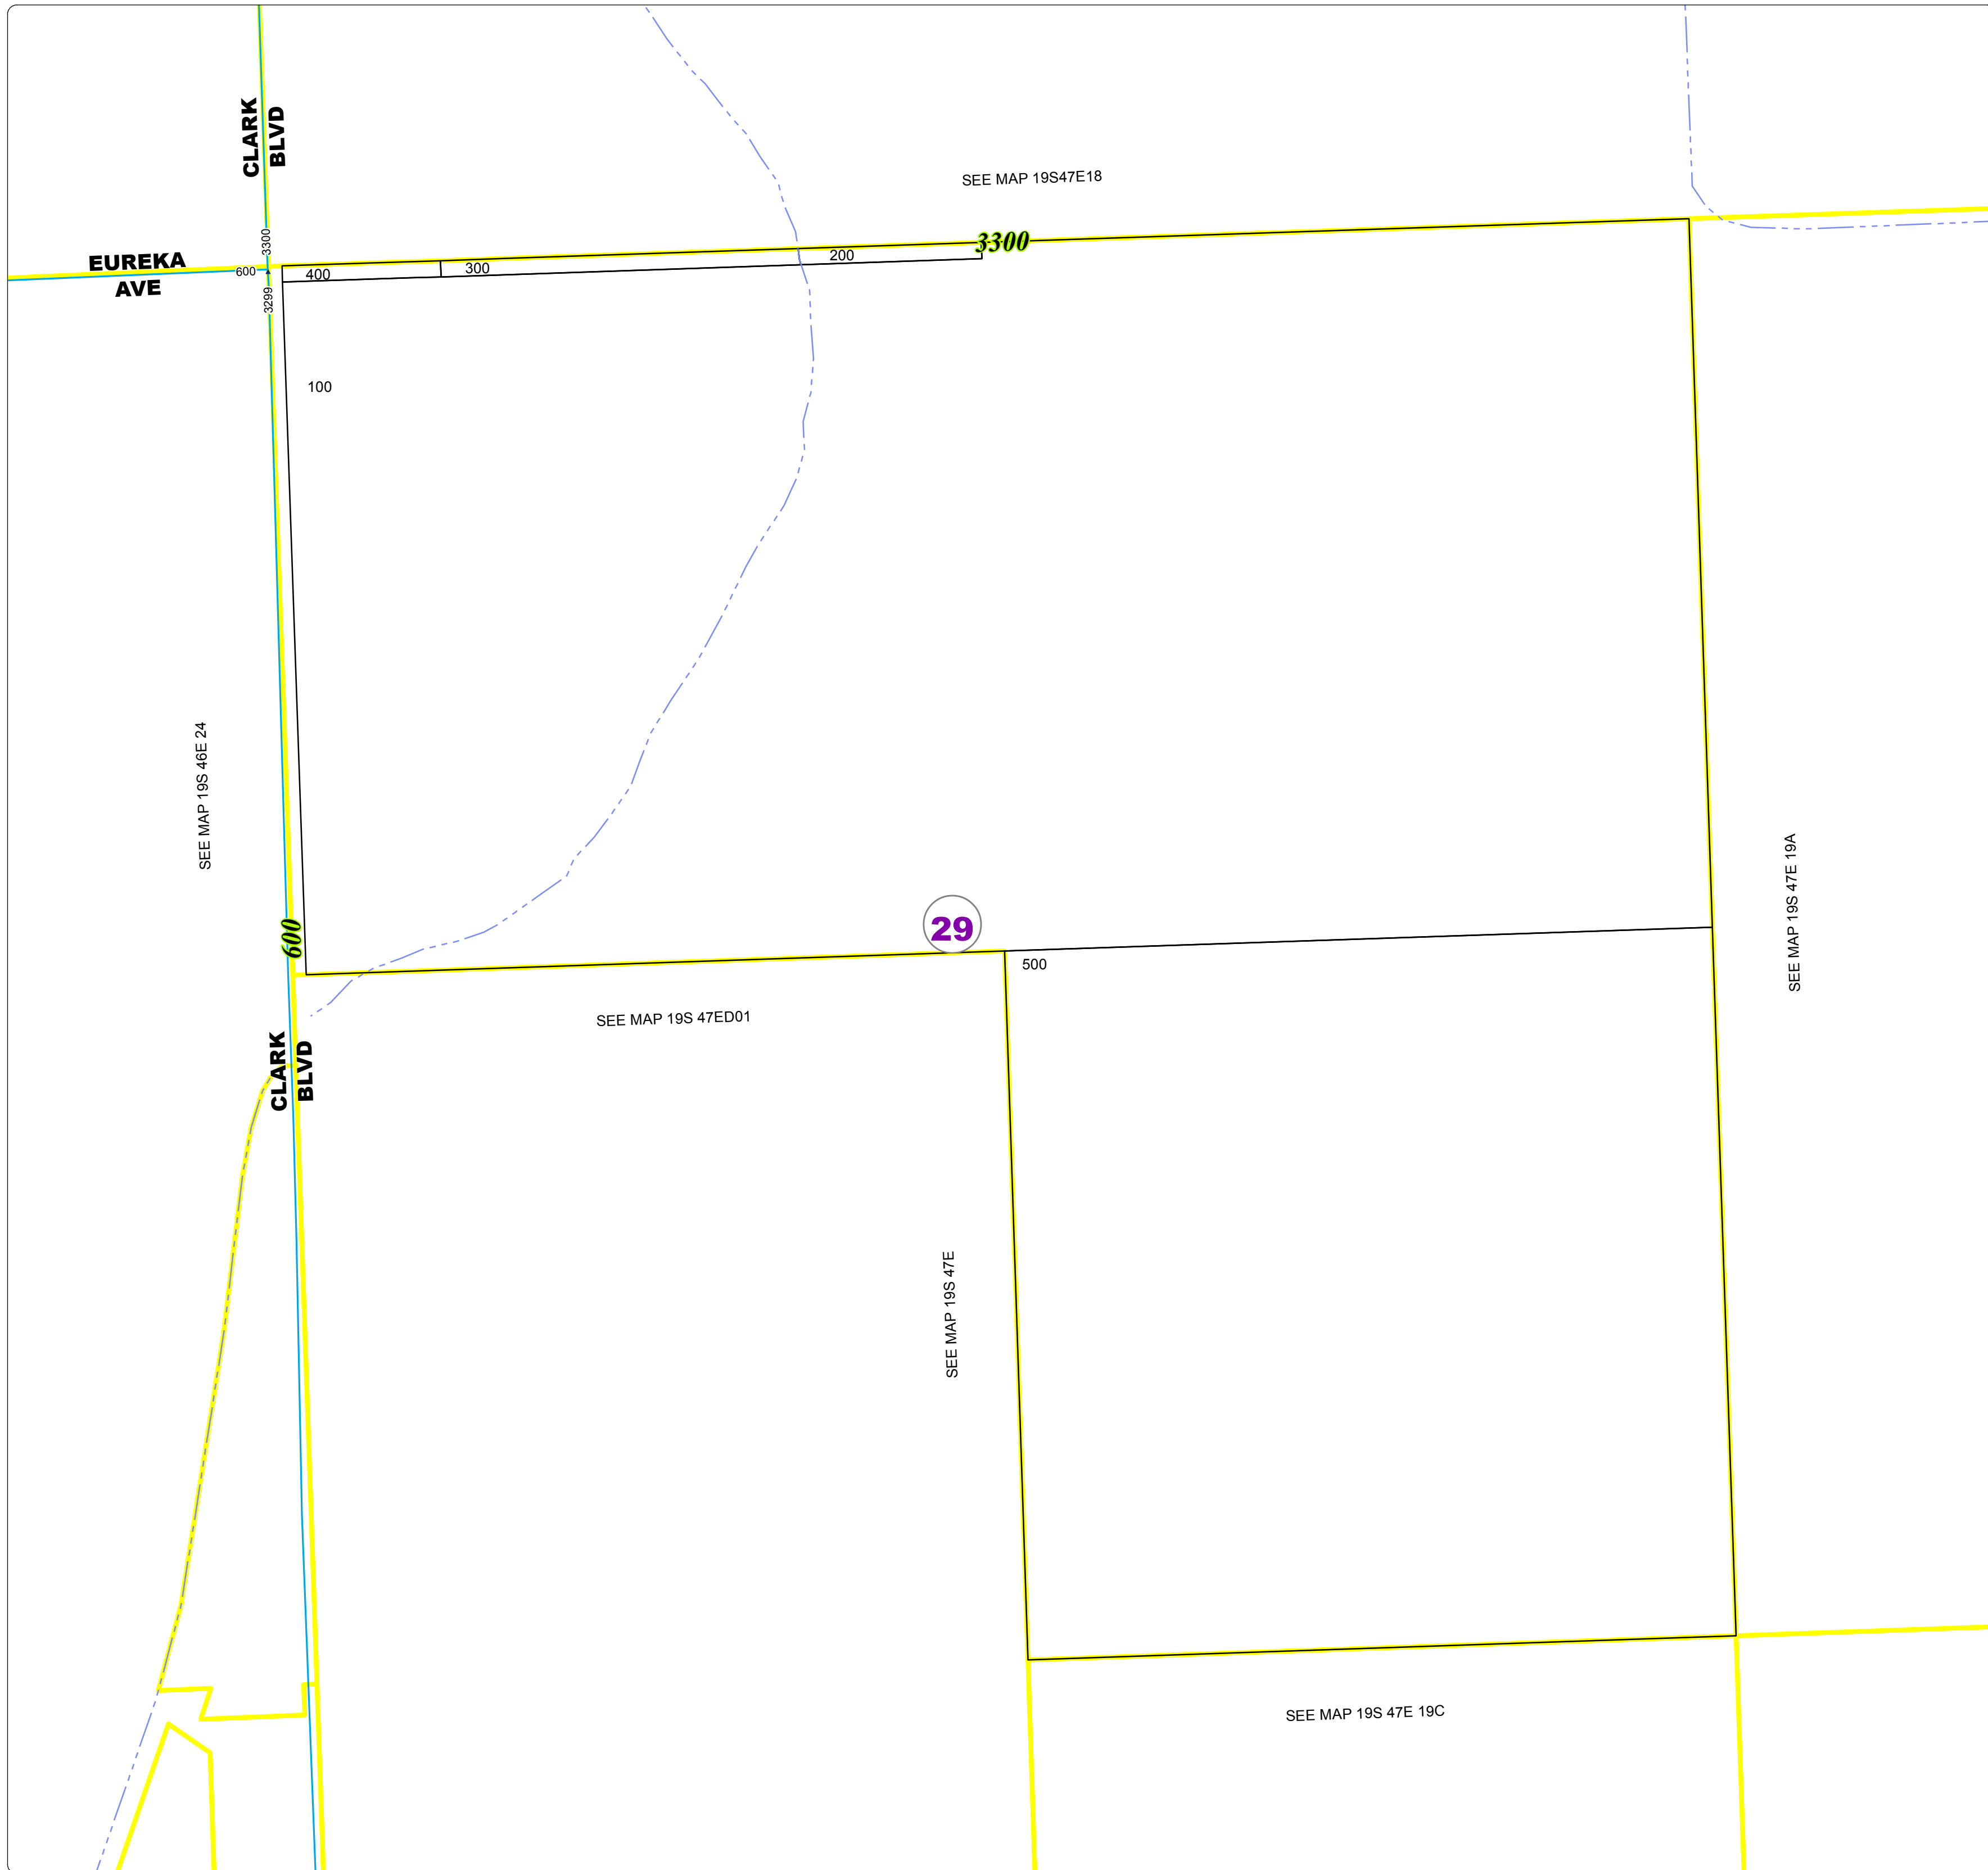 CLARK
BLVD
SEE MAP 19S47E18
3300
3300
EUREKA
AVE
600
400
300
200
3299
100
SEE MAP 19S 46E 24
SEE MAP 19S 47E 19A
600
29
500
SEE MAP 19S 47ED01
CLARK
BLVD
SEE MAP 19S 47E
SEE MAP 19S 47E 19C